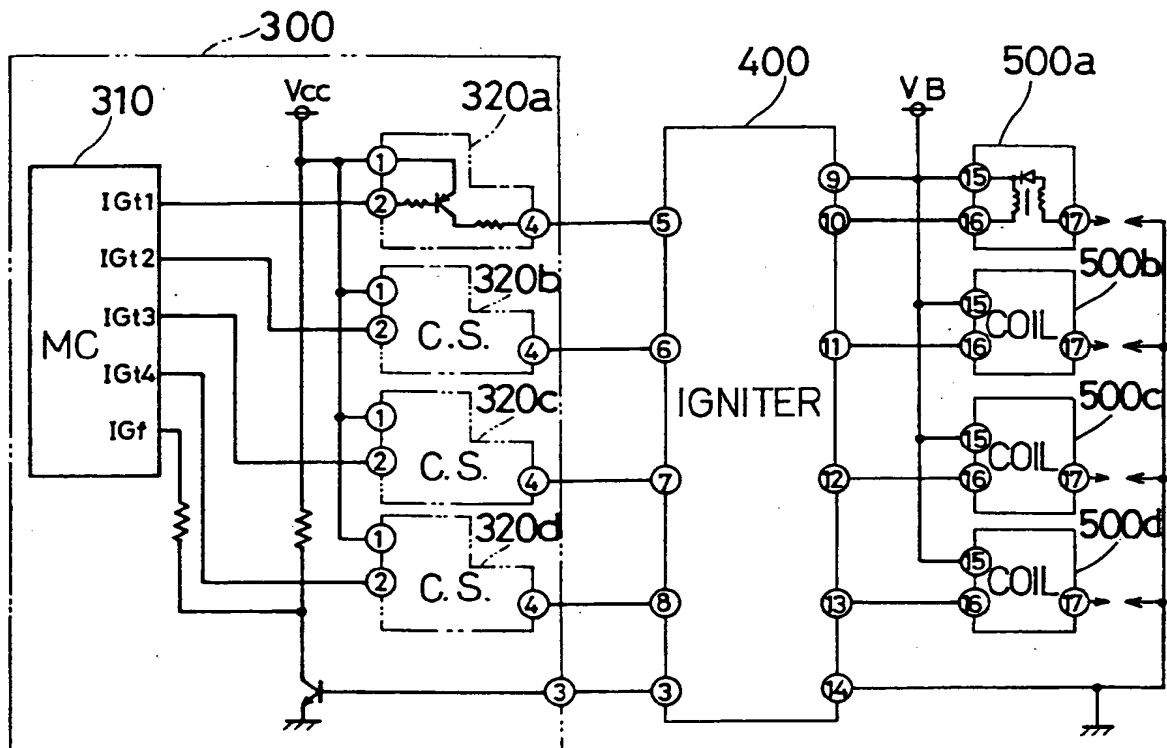 300
310
Vcc
320a
400
VB
500a
MC
IGt1
IGt2
IGt3
IGt4
IGf
1
2
4
5
9
10
15
16
17
320b
C.S.
1
2
4
6
11
500b
COIL
15
16
17
320c
C.S.
1
2
4
7
IGNITER
12
500c
COIL
15
16
17
320d
C.S.
1
2
4
8
13
500d
COIL
15
16
17
3
3
14